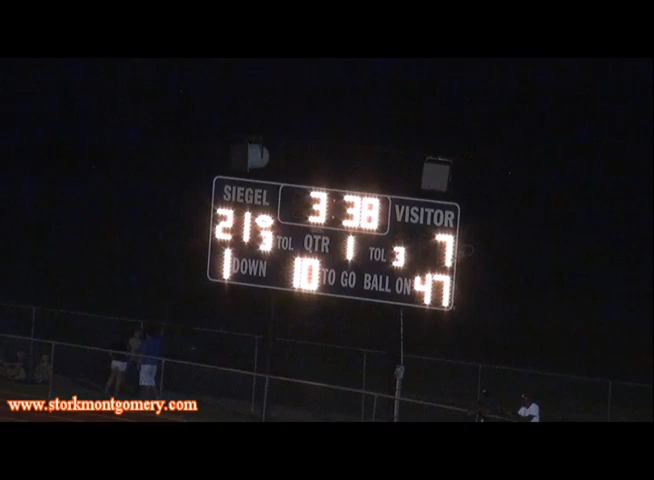 SIEGEL 3:38 VISITOR
21 7
3 TOL QTR 1 TOL 3
1 DOWN 10 TO GO BALL ON 47
www.storkmontgomery.com